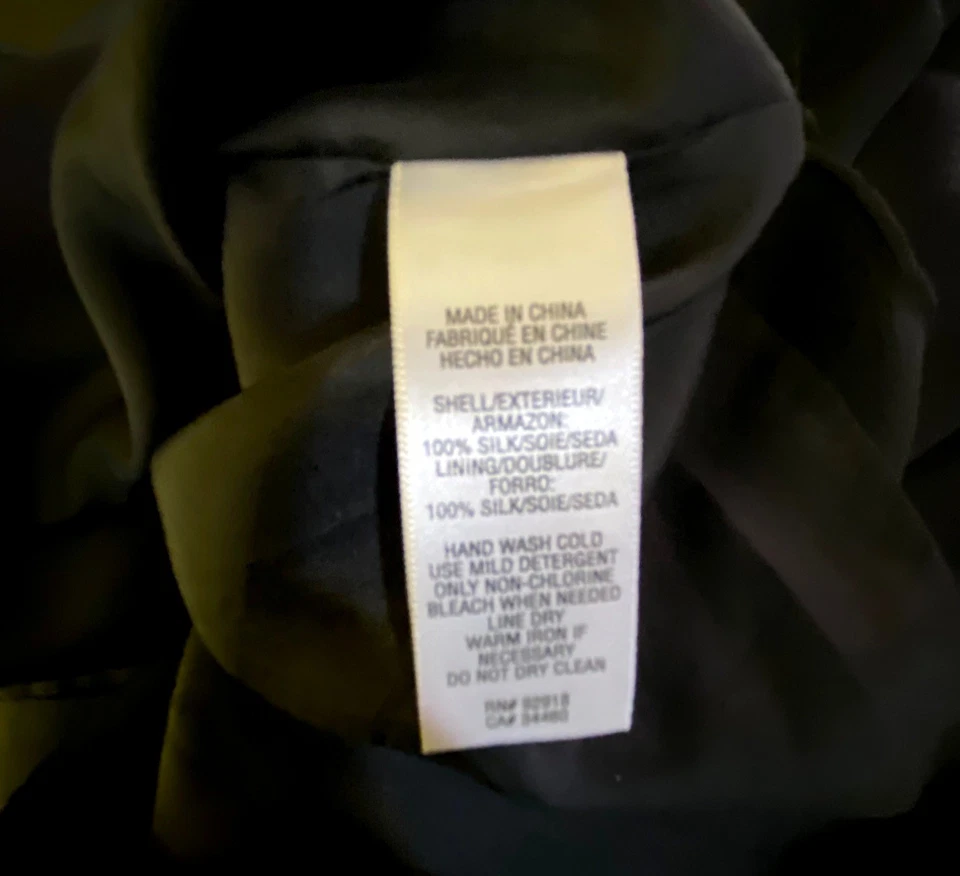 MADE IN CHINA
FABRIQUÉ EN CHINE
HECHO EN CHINA
SHELL/EXTERIEUR/
ARMAZON:
100% SILK/SOIE/SEDA
LINING/DOUBLURE/
FORRO:
100% SILK/SOIE/SEDA
HAND WASH COLD
USE MILD DETERGENT
ONLY NON-CHLORINE
BLEACH WHEN NEEDED
LINE DRY
WARM IRON IF
NECESSARY
DO NOT DRY CLEAN
RN#
CA#